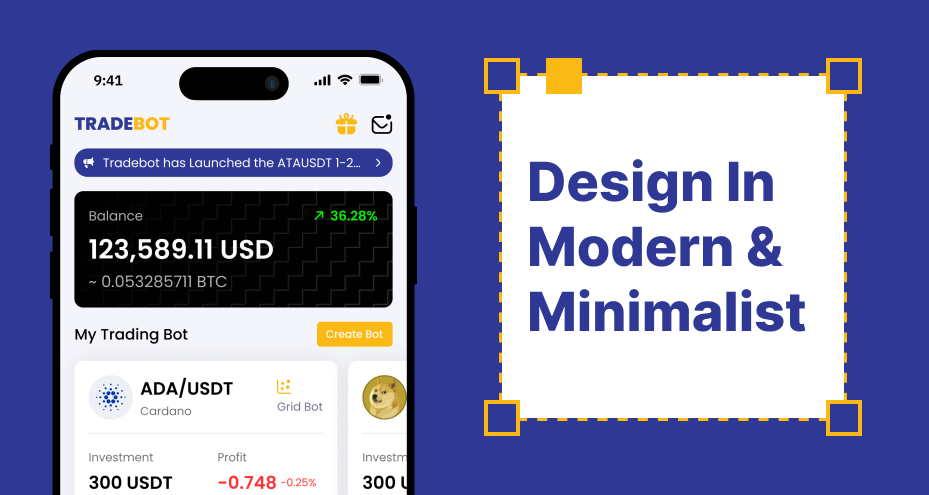 9:41
TRADEBOT
Tradebot has Launched the ATAUSDT 1-2...
Balance
36.28%
123,589.11 USD
~ 0.053285711 BTC
My Trading Bot
Create Bot
ADA/USDT
Cardano
Grid Bot
Investment
Profit
Investm
300 USDT
-0.748 -0.25%
300 U
Design In
Modern &
Minimalist